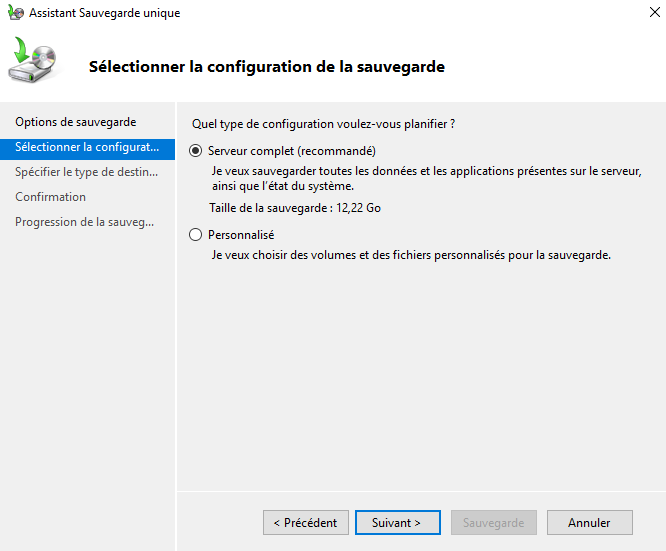 Assistant Sauvegarde unique
Sélectionner la configuration de la sauvegarde
Options de sauvegarde
Sélectionner la configurat...
Spécifier le type de destin...
Confirmation
Progression de la sauveg...
Quel type de configuration voulez-vous planifier ?
Serveur complet (recommandé)
Je veux sauvegarder toutes les données et les applications présentes sur le serveur,
ainsi que l'état du système.
Taille de la sauvegarde : 12,22 Go
Personnalisé
Je veux choisir des volumes et des fichiers personnalisés pour la sauvegarde.
< Précédent
Suivant >
Sauvegarde
Annuler